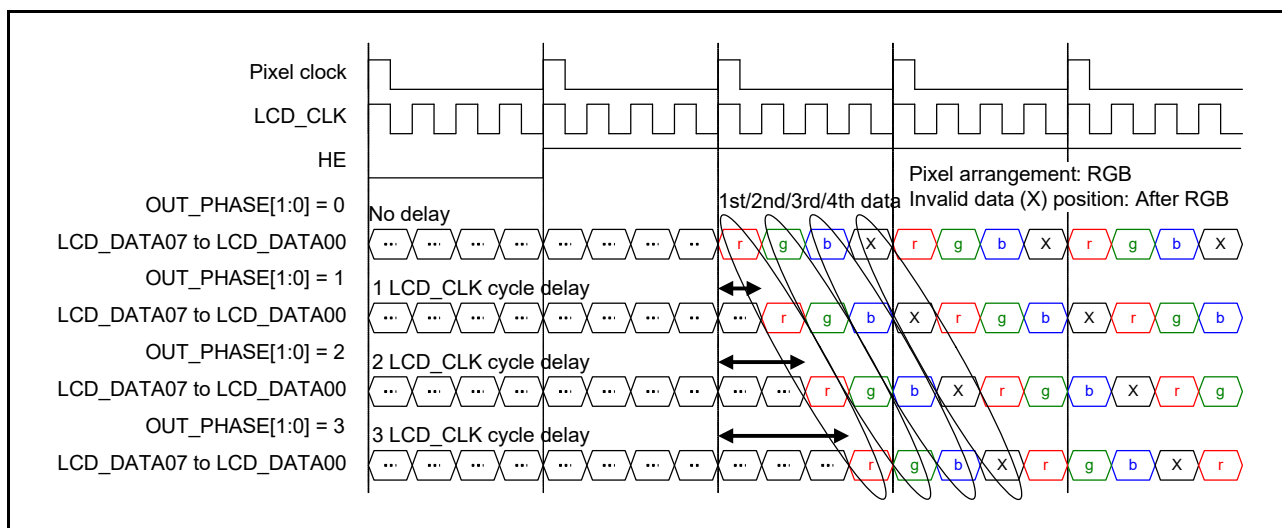 Pixel clock
LCD_CLK
HE
Pixel arrangement: RGB
OUT_PHASE[1:0] = 0
No delay
1st/2nd/3rd/4th data
Invalid data (X) position: After RGB
LCD_DATA07 to LCD_DATA00
... ... ... ... ... ... ... .. r g b X r g b X r g b X
OUT_PHASE[1:0] = 1
1 LCD_CLK cycle delay
LCD_DATA07 to LCD_DATA00
... ... ... ... ... ... ... .. ... r g b X r g b X r g b
OUT_PHASE[1:0] = 2
2 LCD_CLK cycle delay
LCD_DATA07 to LCD_DATA00
... ... ... ... ... ... ... .. ... ... r g b X r g b X r g
OUT_PHASE[1:0] = 3
3 LCD_CLK cycle delay
LCD_DATA07 to LCD_DATA00
... ... ... ... ... ... ... .. ... ... ... r g b X r g b X r